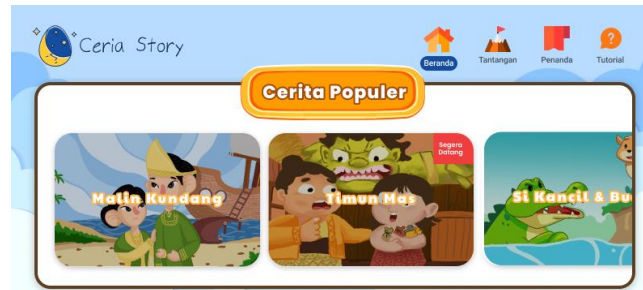 Ceria Story
Beranda
Tantangan
Penanda
Tutorial
Cerita Populer
Malin Kundang
Timun Mas
Segera
Datang
Si Kancil & Bu